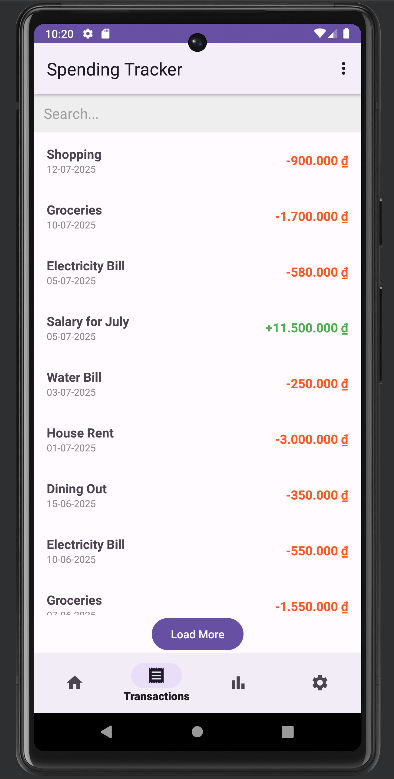 10:20
Spending Tracker
Search...
Shopping
12-07-2025
-900.000 ₫
Groceries
10-07-2025
-1.700.000 ₫
Electricity Bill
05-07-2025
-580.000 ₫
Salary for July
05-07-2025
+11.500.000 ₫
Water Bill
03-07-2025
-250.000 ₫
House Rent
01-07-2025
-3.000.000 ₫
Dining Out
15-06-2025
-350.000 ₫
Electricity Bill
10-06-2025
-550.000 ₫
Groceries
-1.550.000 ₫
Load More
Transactions